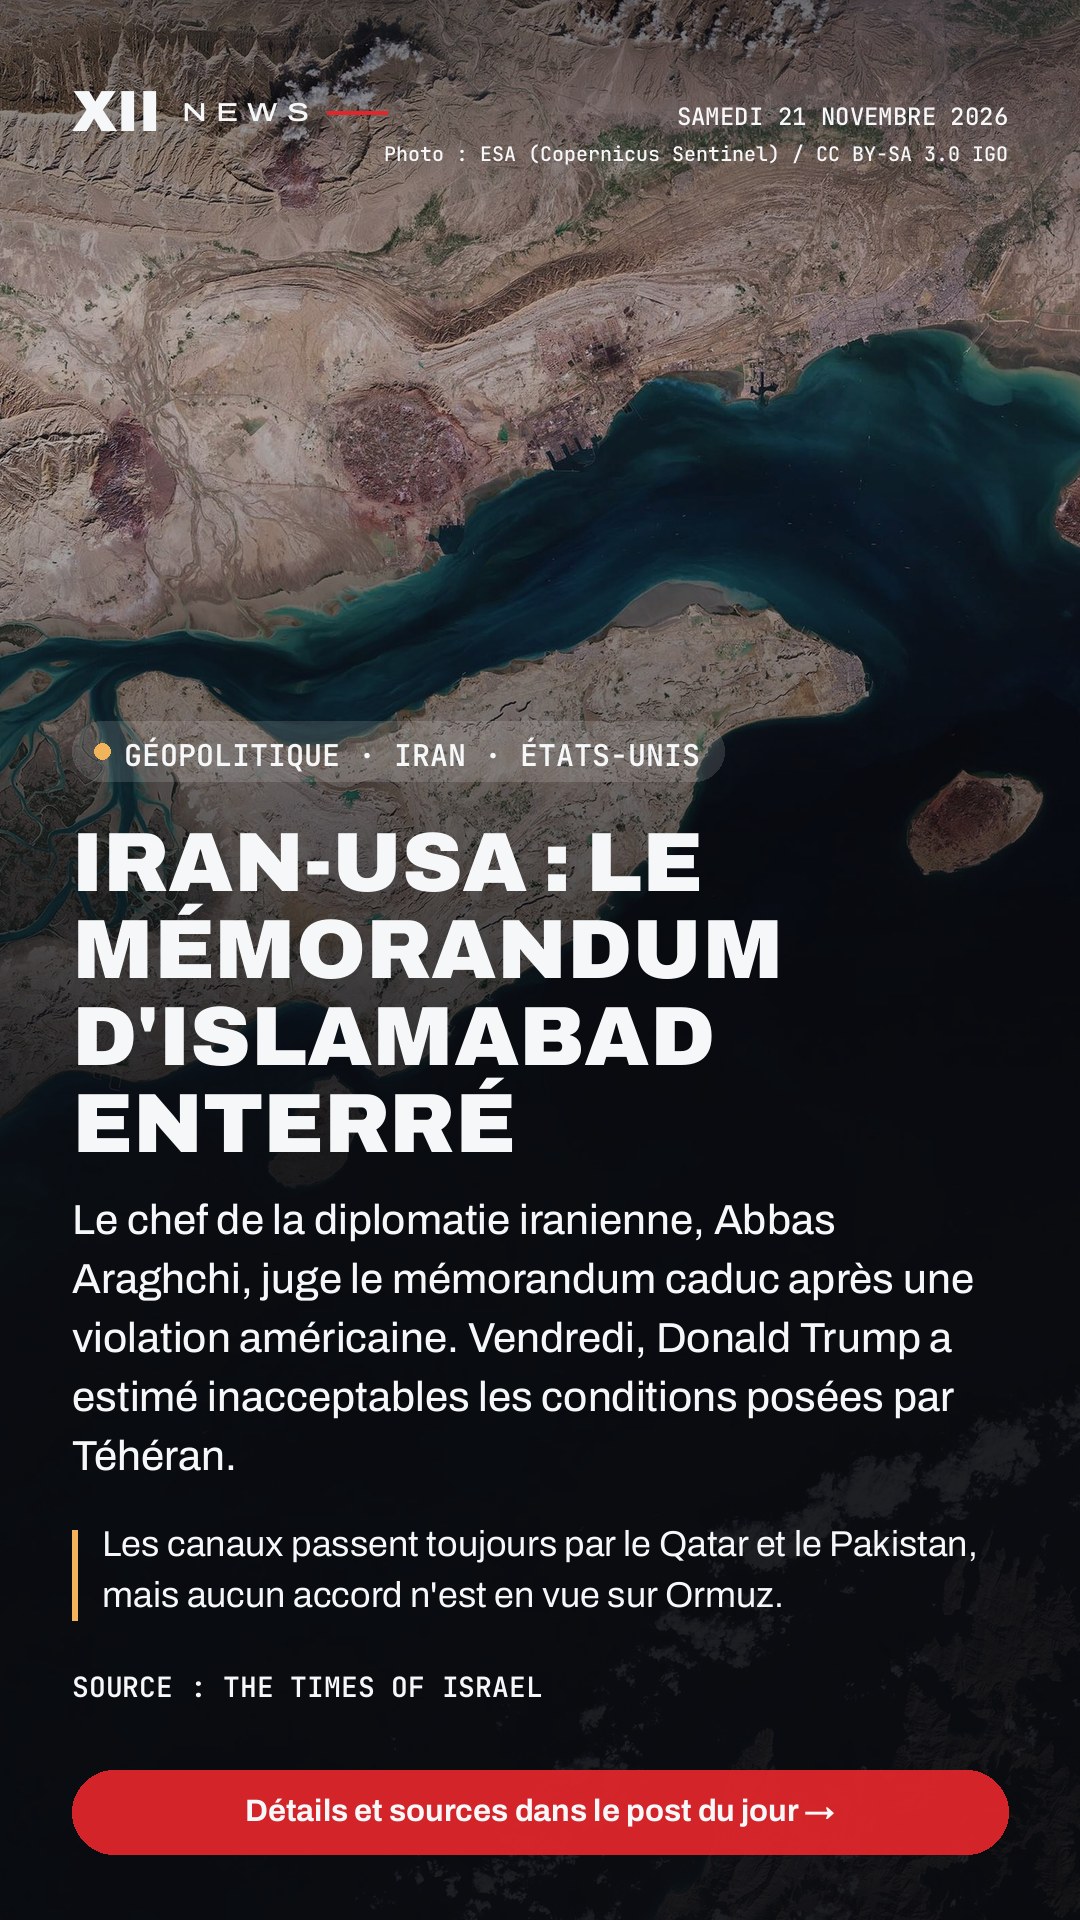 XII NEWS
SAMEDI 21 NOVEMBRE 2026
Photo : ESA (Copernicus Sentinel) / CC BY-SA 3.0 IGO
GÉOPOLITIQUE · IRAN · ÉTATS-UNIS
IRAN-USA : LE
MÉMORANDUM
D'ISLAMABAD
ENTERRÉ
Le chef de la diplomatie iranienne, Abbas
Araghchi, juge le mémorandum caduc après une
violation américaine. Vendredi, Donald Trump a
estimé inacceptables les conditions posées par
Téhéran.
Les canaux passent toujours par le Qatar et le Pakistan,
mais aucun accord n'est en vue sur Ormuz.
SOURCE : THE TIMES OF ISRAEL
Détails et sources dans le post du jour →